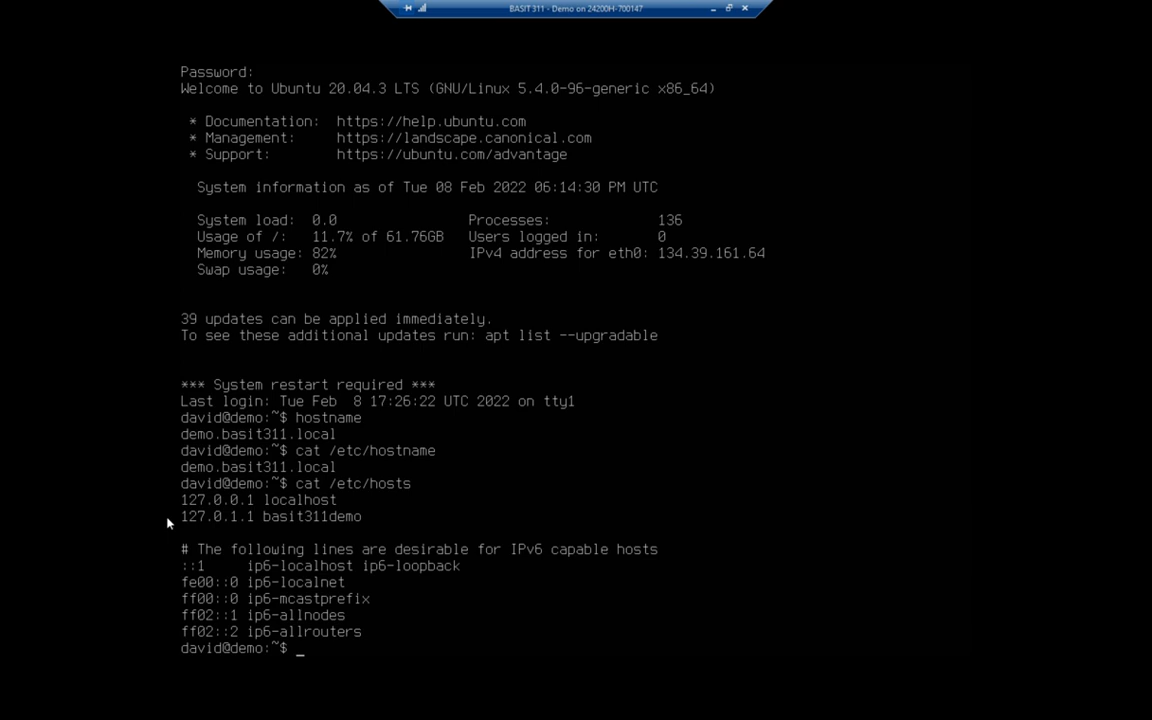 BASIT 311 - Demo on 24200H-700147
Password:
Welcome to Ubuntu 20.04.3 LTS (GNU/Linux 5.4.0-96-generic x86_64)
* Documentation:  https://help.ubuntu.com
* Management:     https://landscape.canonical.com
* Support:        https://ubuntu.com/advantage
System information as of Tue 08 Feb 2022 06:14:30 PM UTC
System load:  0.0                Processes:             136
Usage of /:   11.7% of 61.76GB   Users logged in:       0
Memory usage: 82%                IPv4 address for eth0: 134.39.161.64
Swap usage:   0%
39 updates can be applied immediately.
To see these additional updates run: apt list --upgradable
*** System restart required ***
Last login: Tue Feb  8 17:26:22 UTC 2022 on tty1
david@demo:~$ hostname
demo.basit311.local
david@demo:~$ cat /etc/hostname
demo.basit311.local
david@demo:~$ cat /etc/hosts
127.0.0.1 localhost
127.0.1.1 basit311demo
# The following lines are desirable for IPv6 capable hosts
::1     ip6-localhost ip6-loopback
fe00::0 ip6-localnet
ff00::0 ip6-mcastprefix
ff02::1 ip6-allnodes
ff02::2 ip6-allrouters
david@demo:~$ _